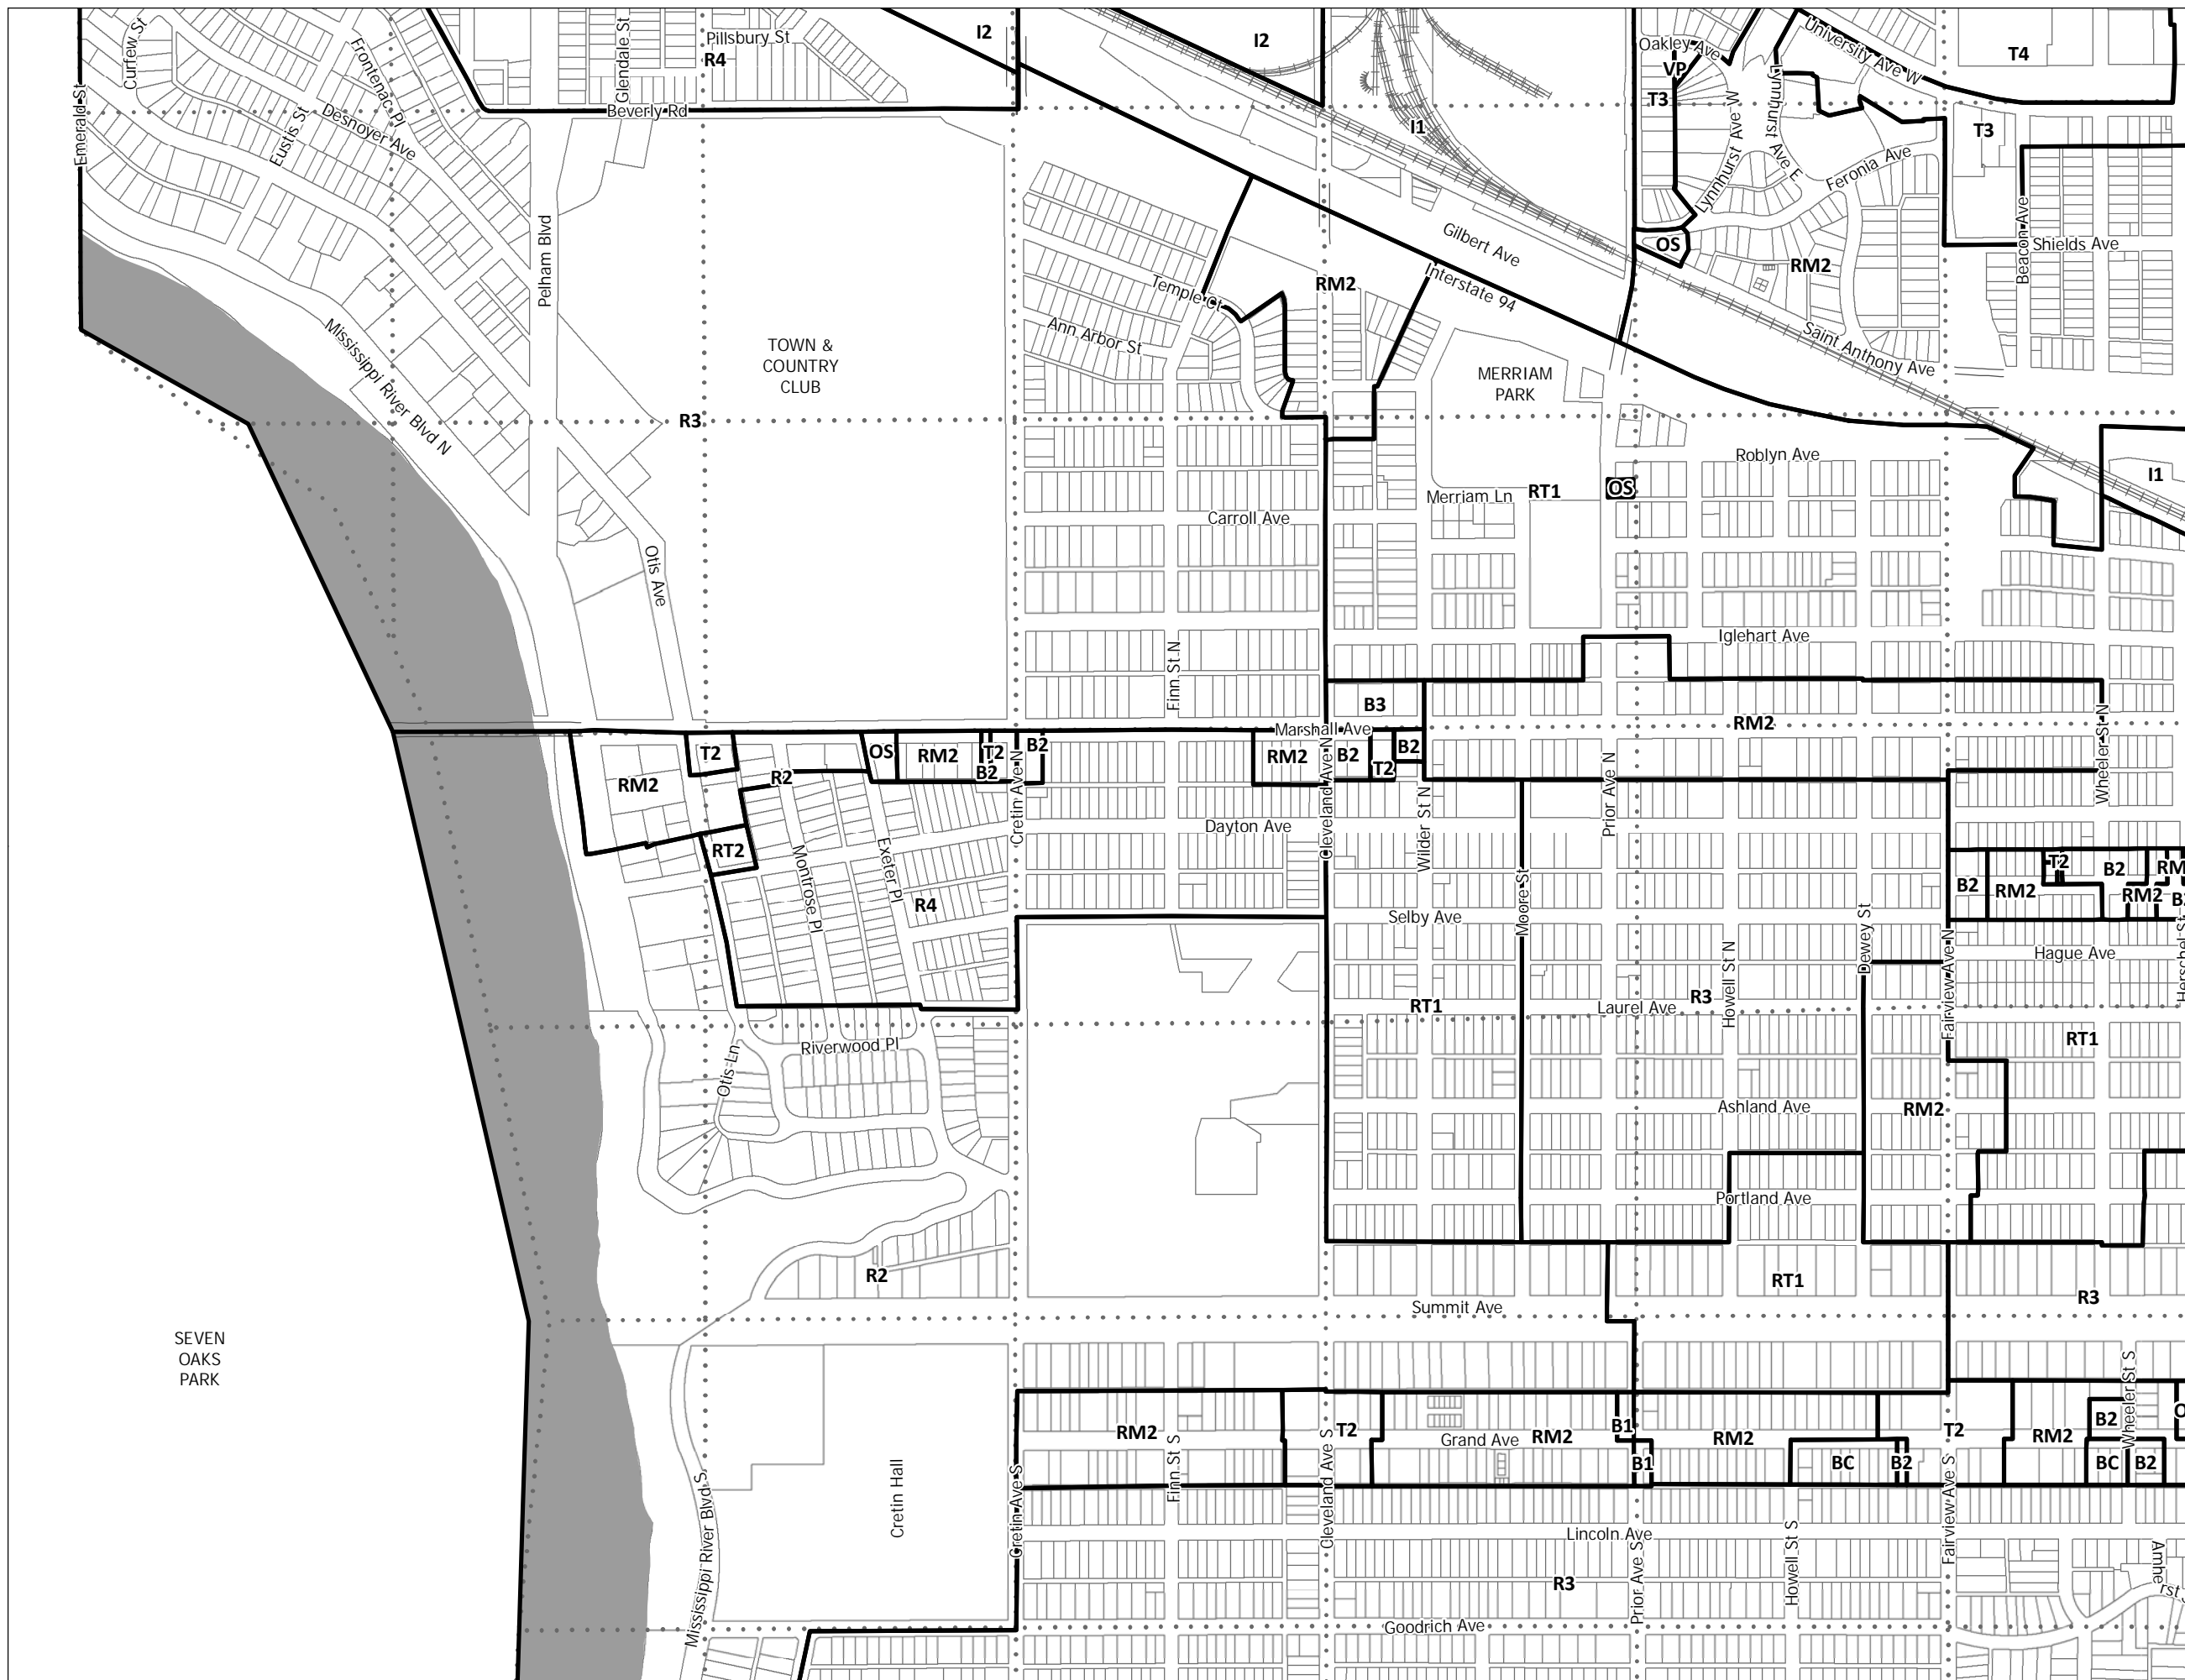 Curfew St
Frontenac Pl
Glendale St
Pillsbury St
R4
I2
I2
Oakley Ave
University Ave W
T4
VP
T3
Emerald St
Eustis St
Desnoyer Ave
Beverly Rd
I1
Lynnhurst Ave W
Lynnhurst Ave E
T3
Feronia Ave
Pelham Blvd
Gilbert Ave
OS
Beacon Ave
Shields Ave
RM2
Temple Ct
RM2
Interstate 94
Mississippi River Blvd N
Ann Arbor St
Saint Anthony Ave
TOWN &
COUNTRY
CLUB
MERRIAM
PARK
R3
Roblyn Ave
I1
Merriam Ln
RT1
OS
Carroll Ave
Otis Ave
Iglehart Ave
Finn St N
B3
RM2
Marshall Ave
Wheeler St N
T2
OS
RM2
T2
B2
B2
RM2
B2
T2
B2
RM2
R2
Cretin Ave N
Cleveland Ave N
Wilder St N
Prior Ave N
Dayton Ave
RT2
Montrose Pl
Exeter Pl
R4
Selby Ave
Moore St
Dewey St
B2
RM2
T2
B2
RM
RM2
B2
Howell St N
Fairview Ave N
Hague Ave
Herschel St
RT1
R3
Laurel Ave
RT1
Riverwood Pl
Otis Ln
Ashland Ave
RM2
Portland Ave
R2
RT1
R3
Summit Ave
SEVEN
OAKS
PARK
Wheeler St S
RM2
T2
Grand Ave
RM2
B1
B1
RM2
BC
B2
T2
RM2
B2
BC
B2
O
Mississippi River Blvd S
Cretin Hall
Cretin Ave S
Finn St S
Cleveland Ave S
Lincoln Ave
Prior Ave S
Howell St S
Fairview Ave S
Amhe
rst
R3
Goodrich Ave